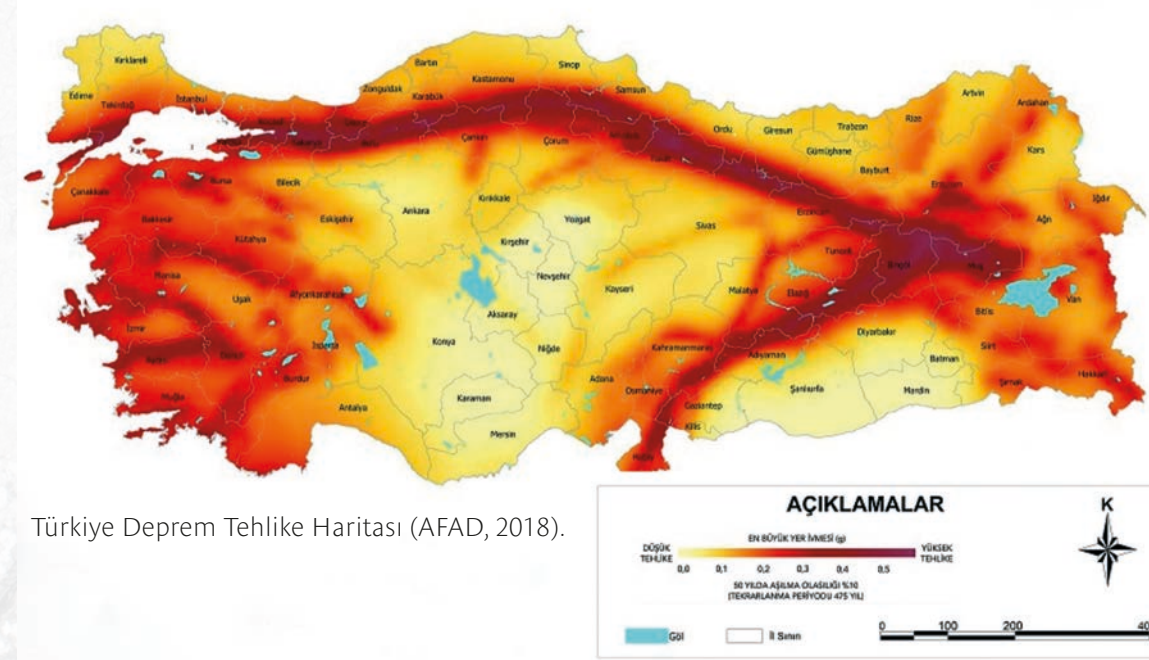 Kırklareli
Edirne
Tekirdağ
İstanbul
Bartın
Zonguldak
Karabük
Kastamonu
Sinop
Samsun
Çankırı
Çorum
Ordu
Giresun
Trabzon
Rize
Artvin
Ardahan
Kars
Gümüşhane
Bayburt
Erzincan
Erzurum
Ağrı
Iğdır
Çanakkale
Bursa
Bilecik
Balıkesir
Kütahya
Eskişehir
Ankara
Kırıkkale
Yozgat
Kırşehir
Sivas
Tunceli
Bingöl
Muş
Manisa
Uşak
Afyonkarahisar
Nevşehir
Kayseri
Malatya
Elazığ
Bitlis
Van
İzmir
Aydın
Denizli
Isparta
Aksaray
Konya
Niğde
Kahramanmaraş
Adıyaman
Diyarbakır
Batman
Siirt
Şırnak
Hakkari
Muğla
Burdur
Antalya
Karaman
Mersin
Adana
Osmaniye
Gaziantep
Kilis
Hatay
Şanlıurfa
Mardin
Türkiye Deprem Tehlike Haritası (AFAD, 2018).
AÇIKLAMALAR
K
EN BÜYÜK YER İVMESİ (g)
DÜŞÜK TEHLİKE
YÜKSEK TEHLİKE
0,0 0,1 0,2 0,3 0,4 0,5
50 YILDA AŞILMA OLASILIĞI %10
(TEKRARLANMA PERİYODU 475 YIL)
Göl
İl Sınırı
0 100 200